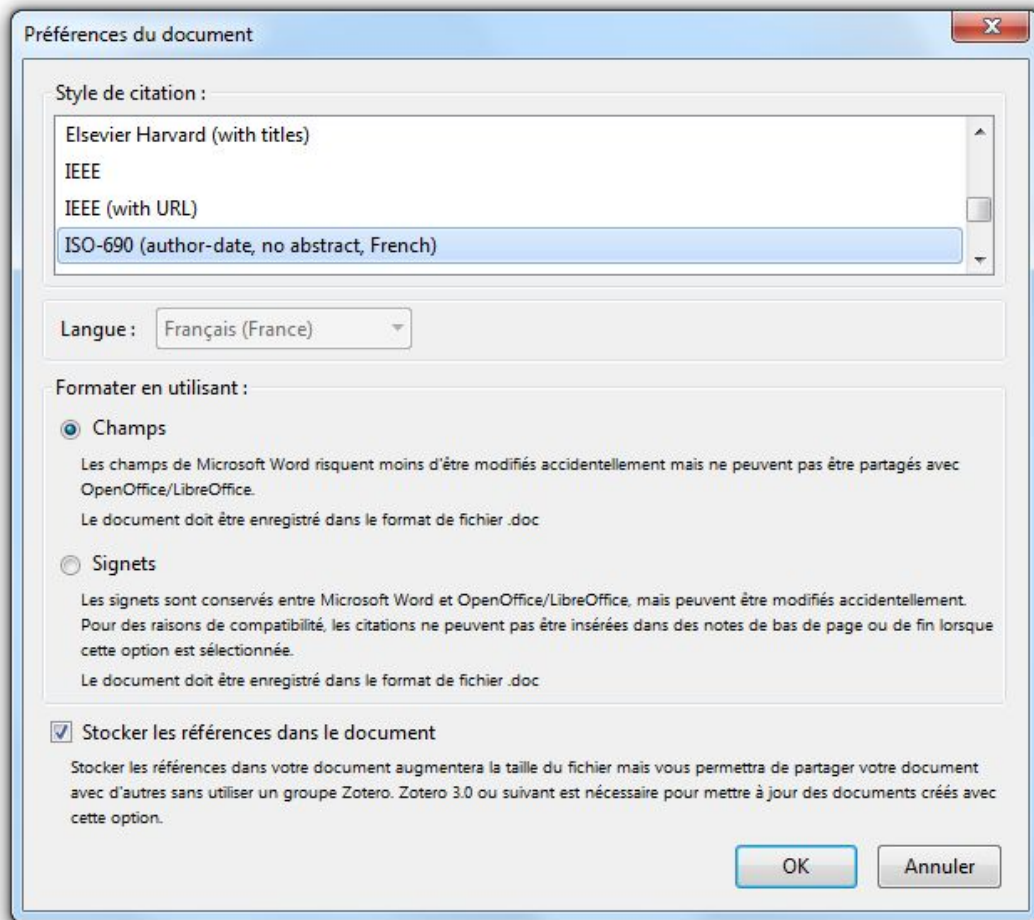 Préférences du document
Style de citation :
Elsevier Harvard (with titles)
IEEE
IEEE (with URL)
ISO-690 (author-date, no abstract, French)
Langue : Français (France)
Formater en utilisant :
Champs
Les champs de Microsoft Word risquent moins d'être modifiés accidentellement mais ne peuvent pas être partagés avec
OpenOffice/LibreOffice.
Le document doit être enregistré dans le format de fichier .doc
Signets
Les signets sont conservés entre Microsoft Word et OpenOffice/LibreOffice, mais peuvent être modifiés accidentellement.
Pour des raisons de compatibilité, les citations ne peuvent pas être insérées dans des notes de bas de page ou de fin lorsque
cette option est sélectionnée.
Le document doit être enregistré dans le format de fichier .doc
Stocker les références dans le document
Stocker les références dans votre document augmentera la taille du fichier mais vous permettra de partager votre document
avec d'autres sans utiliser un groupe Zotero. Zotero 3.0 ou suivant est nécessaire pour mettre à jour des documents créés avec
cette option.
OK Annuler